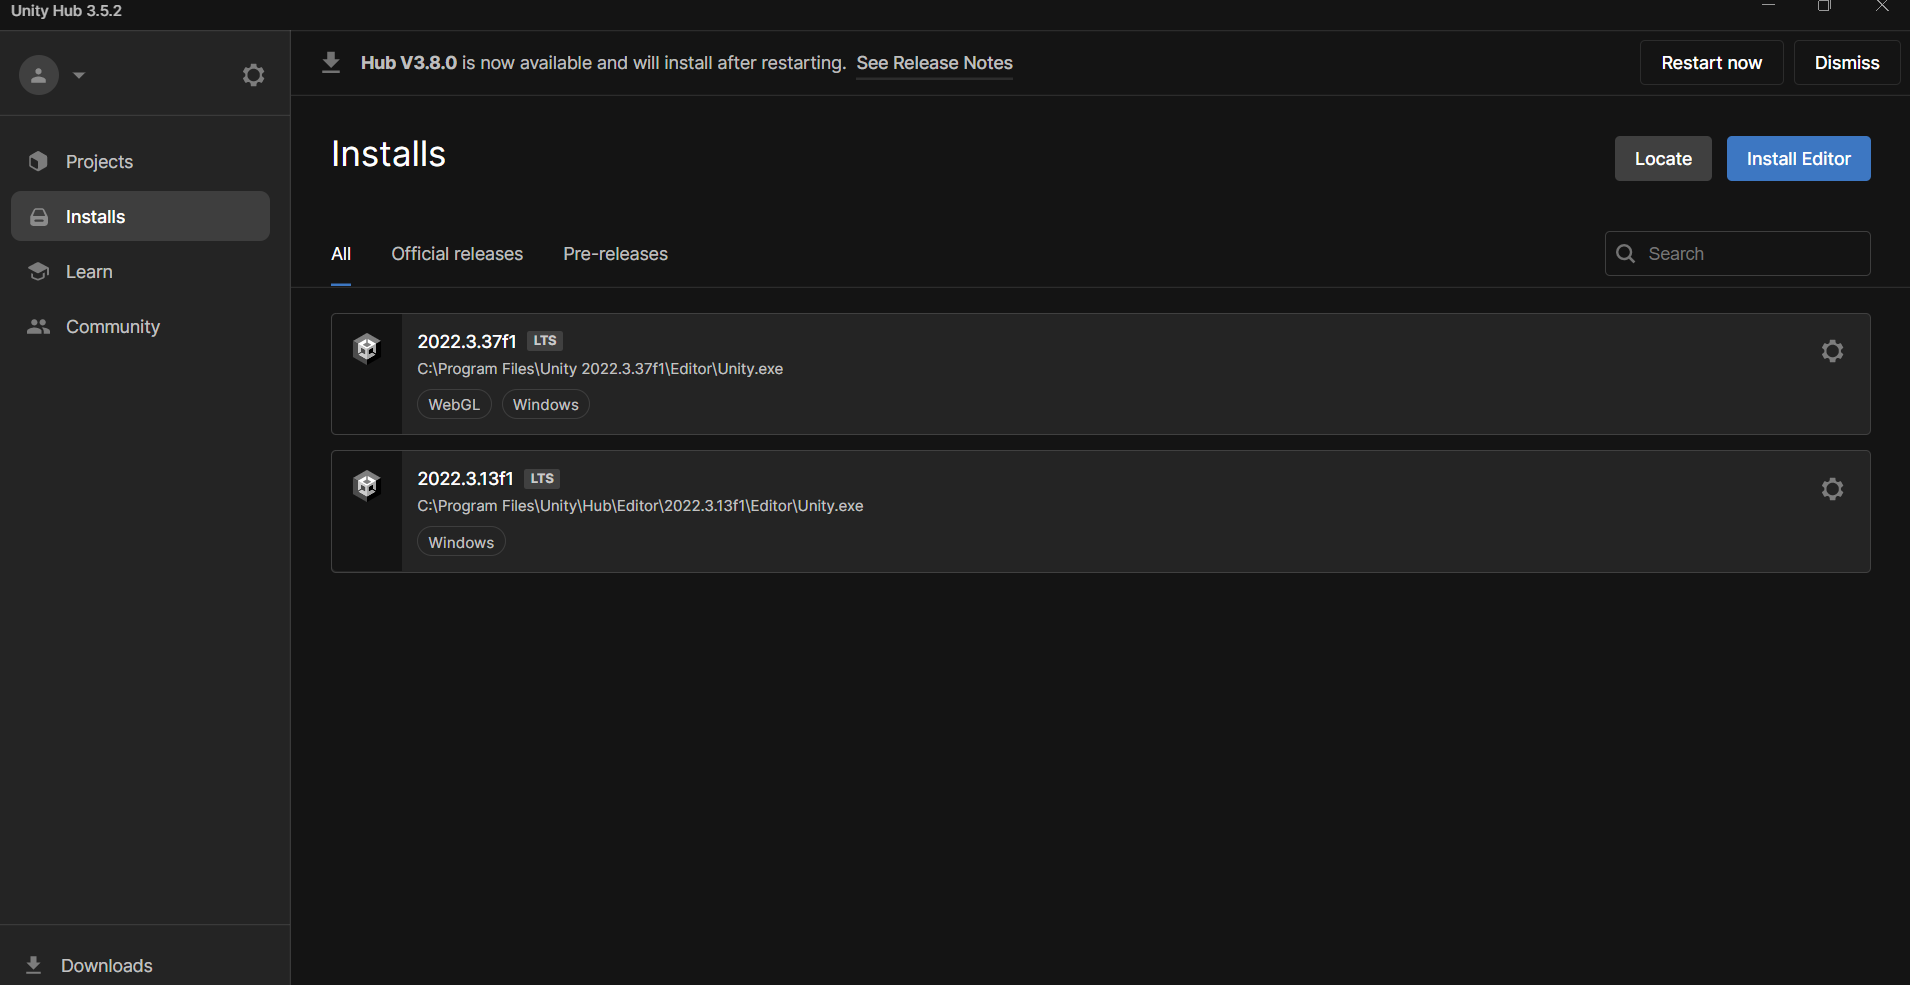 Unity Hub 3.5.2
Hub V3.8.0 is now available and will install after restarting. See Release Notes
Restart now
Dismiss
Projects
Installs
Learn
Community
Downloads
Installs
Locate
Install Editor
All
Official releases
Pre-releases
Search
2022.3.37f1 LTS
C:\Program Files\Unity 2022.3.37f1\Editor\Unity.exe
WebGL
Windows
2022.3.13f1 LTS
C:\Program Files\Unity\Hub\Editor\2022.3.13f1\Editor\Unity.exe
Windows